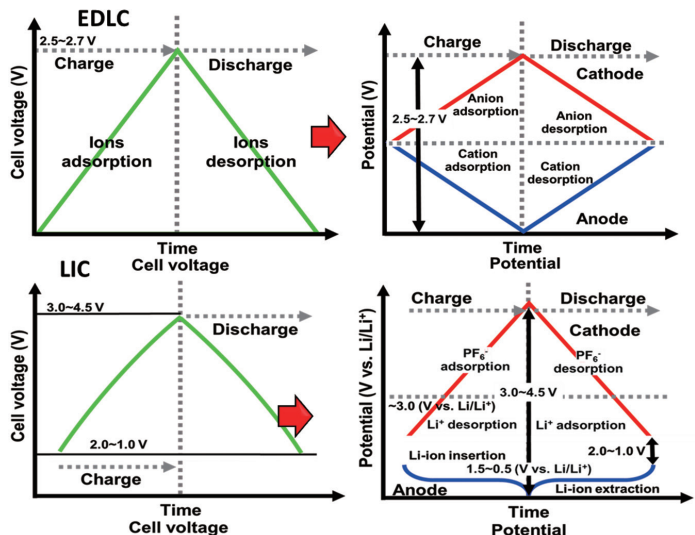 EDLC
2.5~2.7 V
Charge
Discharge
Cell voltage (V)
Ions
adsorption
Ions
desorption
Time
Cell voltage
Charge
Discharge
Cathode
Potential (V)
2.5~2.7 V
Anion
adsorption
Anion
desorption
Cation
adsorption
Cation
desorption
Anode
Time
Potential
LIC
3.0~4.5 V
Discharge
Cell voltage (V)
2.0~1.0 V
Charge
Time
Cell voltage
Charge
Discharge
Cathode
Potential (V vs. Li/Li⁺)
PF₆⁻
adsorption
PF₆⁻
desorption
3.0~4.5 V
~3.0 (V vs. Li/Li⁺)
Li⁺ desorption
Li⁺ adsorption
2.0~1.0 V
Li-ion insertion
1.5~0.5 (V vs. Li/Li⁺)
Anode
Li-ion extraction
Time
Potential